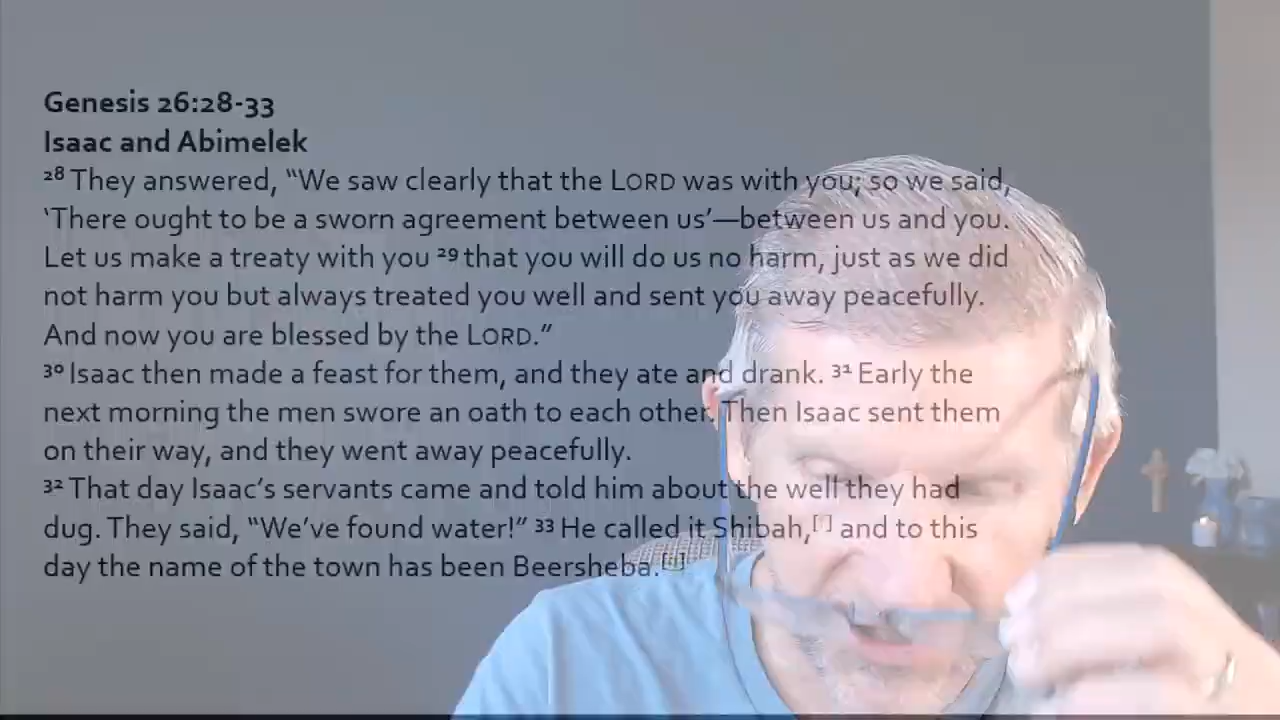 Genesis 26:28-33
Isaac and Abimelek
28 They answered, “We saw clearly that the LORD was with you; so we said,
‘There ought to be a sworn agreement between us’—between us and you.
Let us make a treaty with you 29 that you will do us no harm, just as we did
not harm you but always treated you well and sent you away peacefully.
And now you are blessed by the LORD.”
30 Isaac then made a feast for them, and they ate and drank. 31 Early the
next morning the men swore an oath to each other. Then Isaac sent them
on their way, and they went away peacefully.
32 That day Isaac’s servants came and told him about the well they had
dug. They said, “We’ve found water!” 33 He called it Shibah, and to this
day the name of the town has been Beersheba.